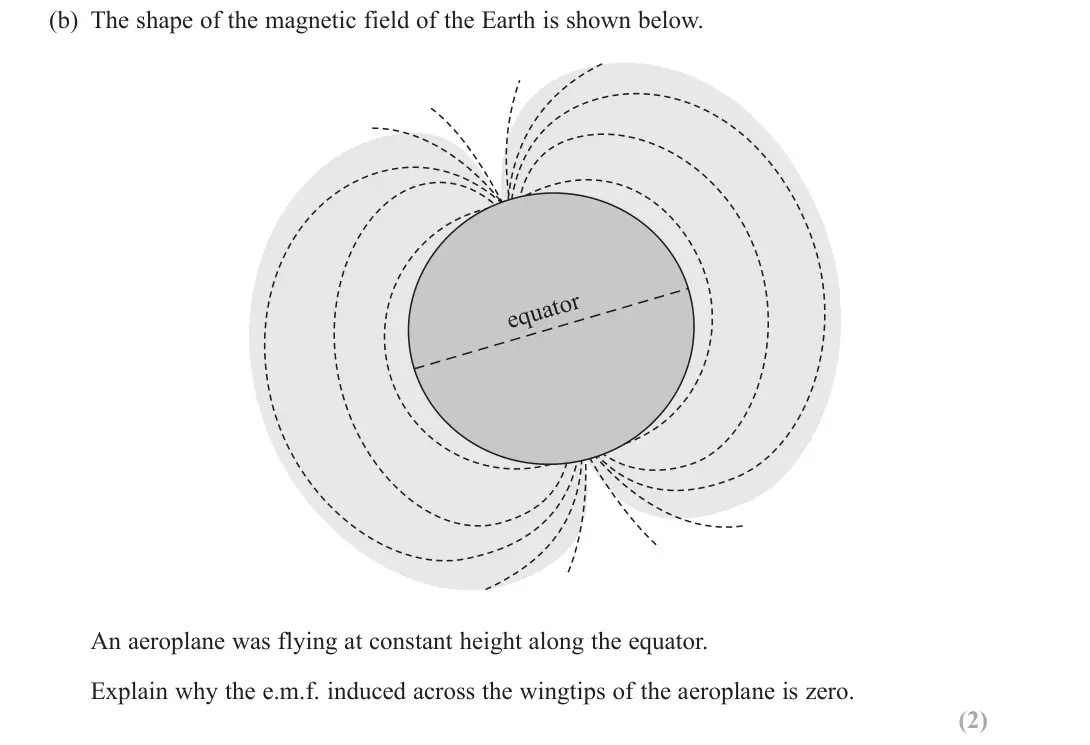 (b) The shape of the magnetic field of the Earth is shown below.
equator
An aeroplane was flying at constant height along the equator.
Explain why the e.m.f. induced across the wingtips of the aeroplane is zero.
(2)